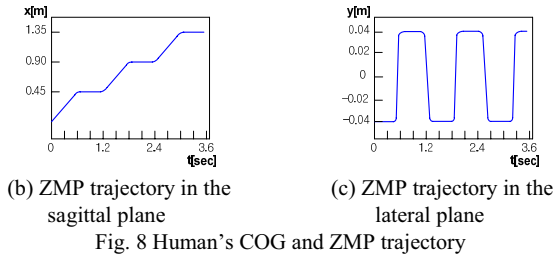 x[m]
1.35
0.90
0.45
0
1.2
2.4
3.6
t[sec]
y[m]
0.04
0.02
0
−0.02
−0.04
0
1.2
2.4
3.6
t[sec]
(b) ZMP trajectory in the
sagittal plane
(c) ZMP trajectory in the
lateral plane
Fig. 8 Human’s COG and ZMP trajectory